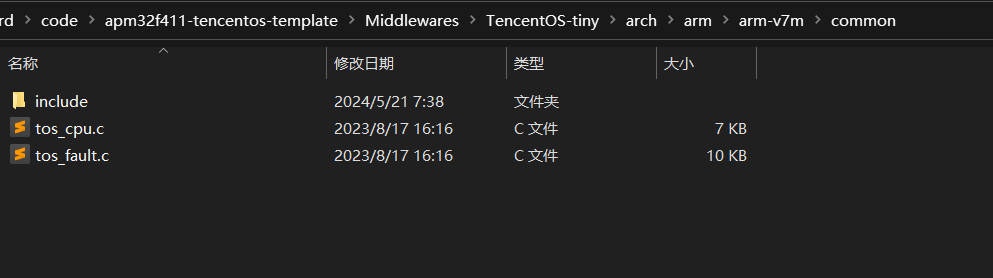 rd > code > apm32f411-tencentos-template > Middlewares > TencentOS-tiny > arch > arm > arm-v7m > common
名称 修改日期 类型 大小
include 2024/5/21 7:38 文件夹
tos_cpu.c 2023/8/17 16:16 C 文件 7 KB
tos_fault.c 2023/8/17 16:16 C 文件 10 KB